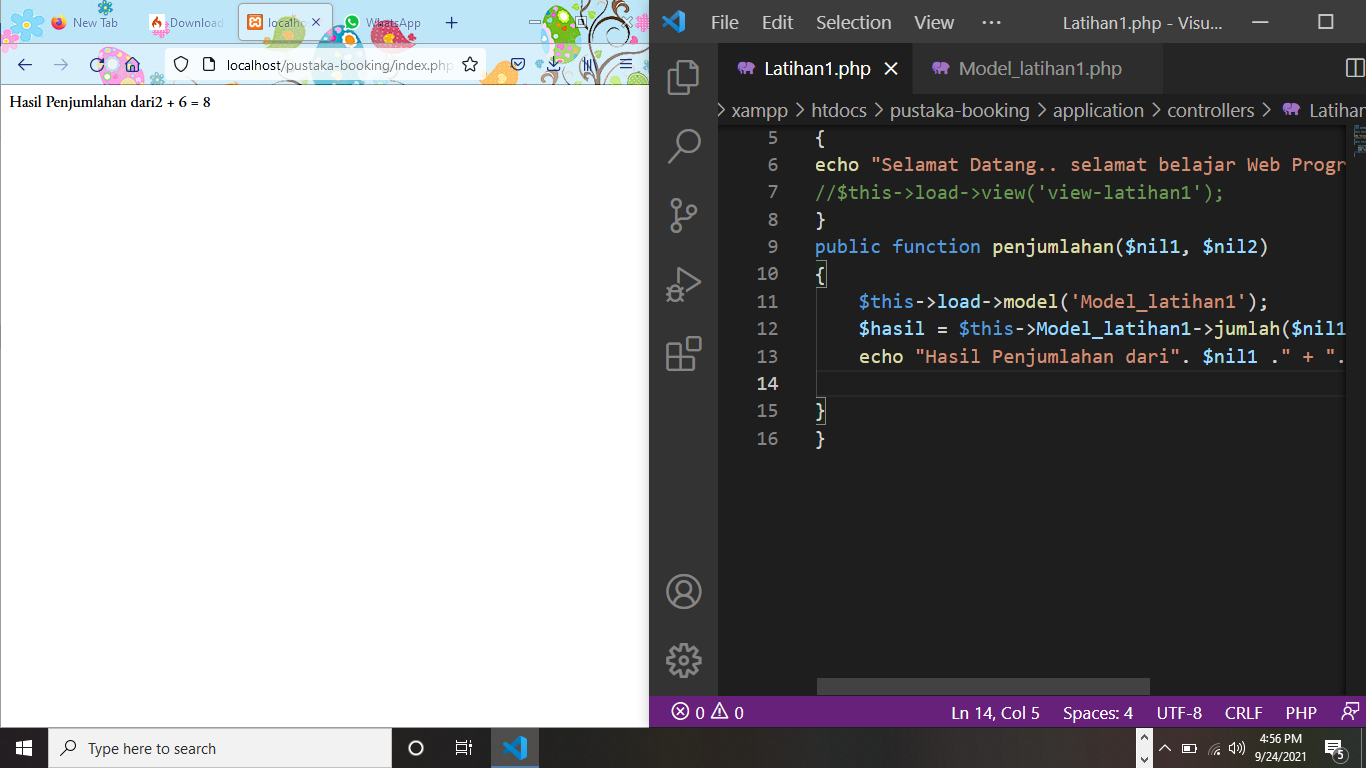 New Tab
Download
localho
WhatsApp
localhost/pustaka-booking/index.php
Hasil Penjumlahan dari2 + 6 = 8
File Edit Selection View ··· Latihan1.php - Visu...
Latihan1.php Model_latihan1.php
xampp > htdocs > pustaka-booking > application > controllers > Latihan
5 {
6 echo "Selamat Datang.. selamat belajar Web Progr
7 //$this->load->view('view-latihan1');
8 }
9 public function penjumlahan($nil1, $nil2)
10 {
11 $this->load->model('Model_latihan1');
12 $hasil = $this->Model_latihan1->jumlah($nil1
13 echo "Hasil Penjumlahan dari". $nil1 ." + ".
14
15 }
16 }
0 0 Ln 14, Col 5 Spaces: 4 UTF-8 CRLF PHP
Type here to search
4:56 PM
9/24/2021
5